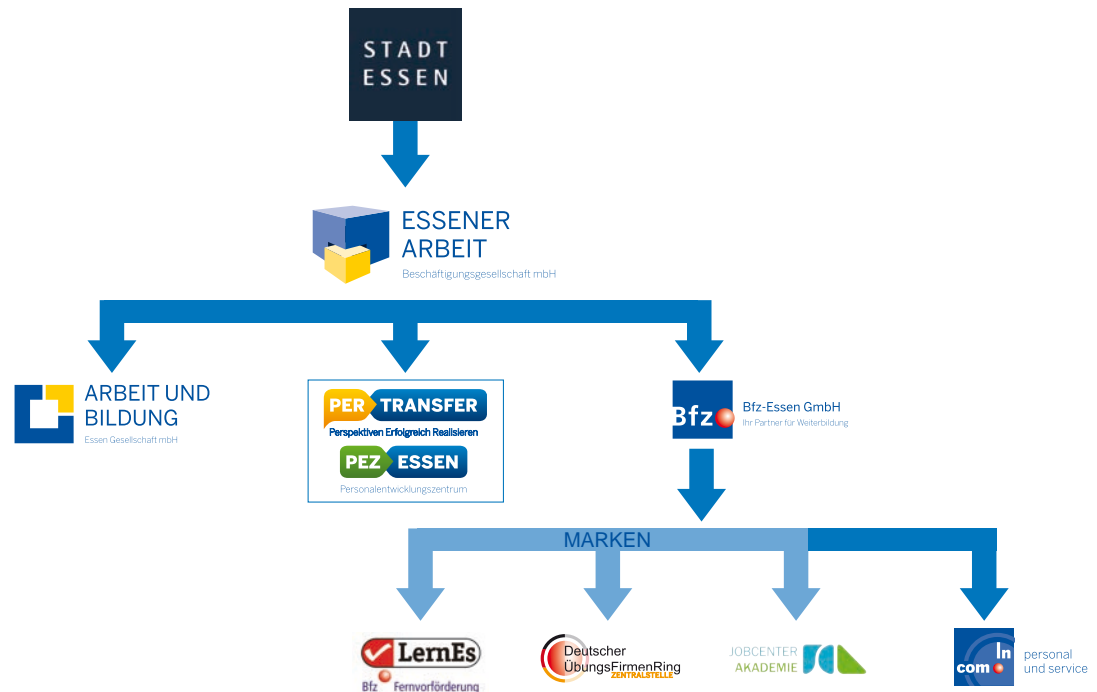 STADT
ESSEN
ESSENER
ARBEIT
Beschäftigungsgesellschaft mbH
ARBEIT UND
BILDUNG
Essen Gesellschaft mbH
PER TRANSFER
Perspektiven Erfolgreich Realisieren
PEZ ESSEN
Personalentwicklungszentrum
Bfz
Bfz-Essen GmbH
Ihr Partner für Weiterbildung
MARKEN
LernEs
Bfz Fernvorförderung
Deutscher
ÜbungsFirmenRing
ZENTRALSTELLE
JOBCENTER
AKADEMIE
In
com
personal
und service